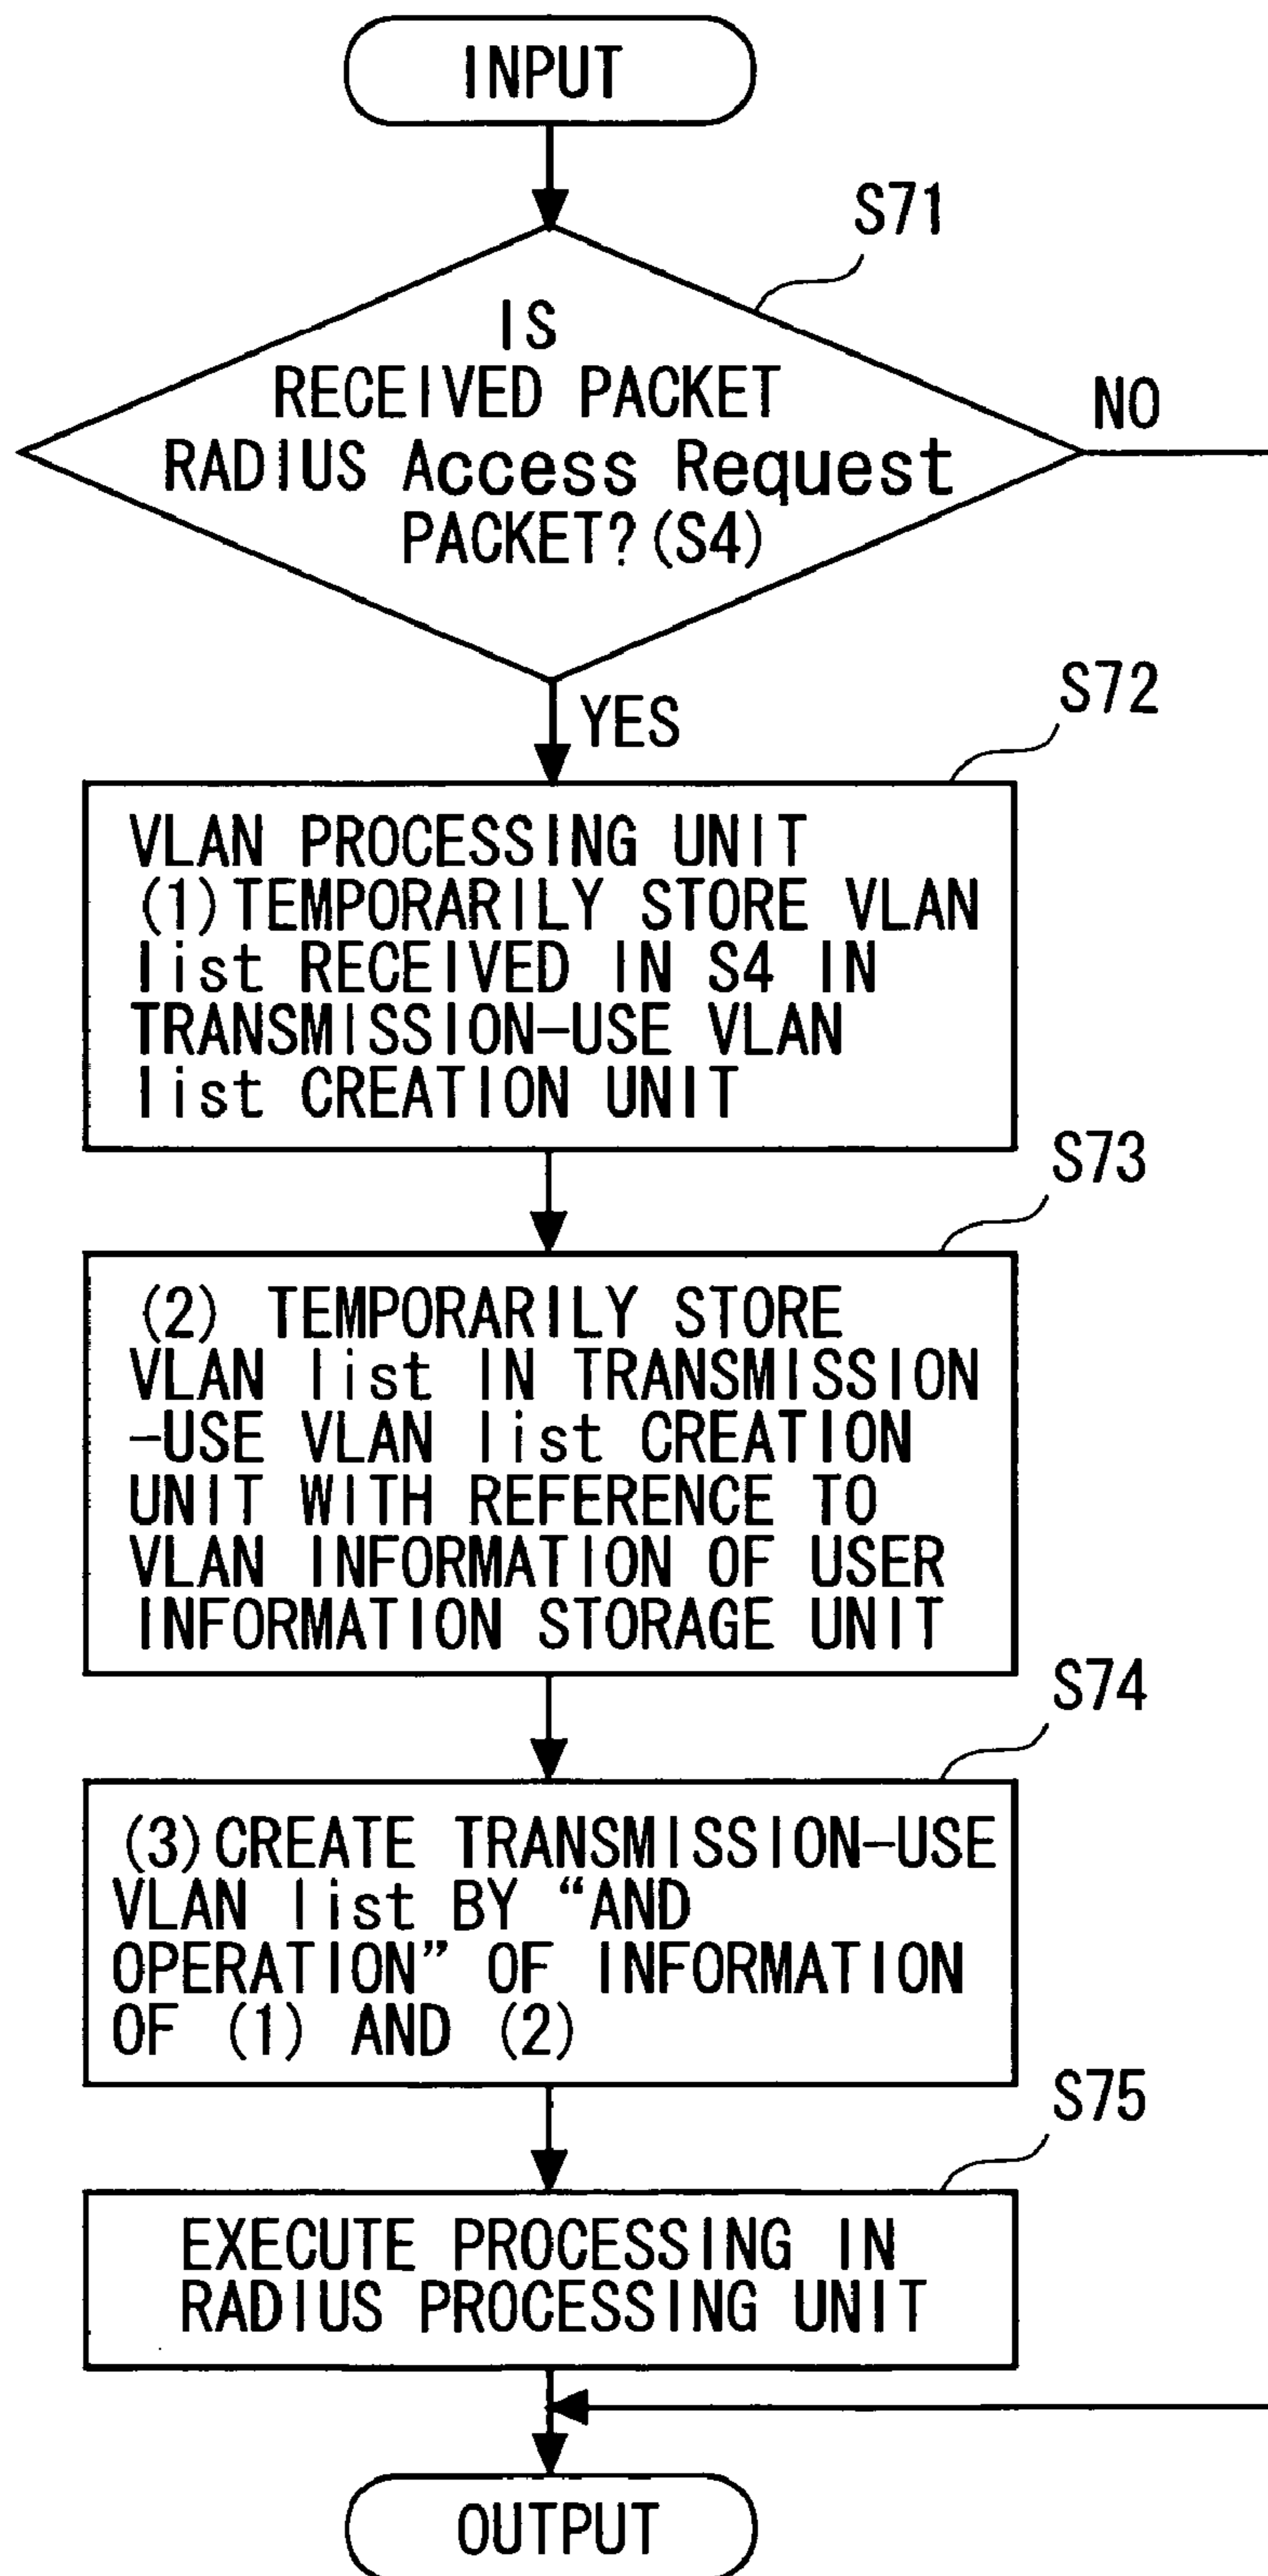 INPUT
S71
IS
RECEIVED PACKET
RADIUS Access Request
PACKET? (S4)
NO
YES
S72
VLAN PROCESSING UNIT
(1)TEMPORARILY STORE VLAN
list RECEIVED IN S4 IN
TRANSMISSION-USE VLAN
list CREATION UNIT
S73
(2) TEMPORARILY STORE
VLAN list IN TRANSMISSION
-USE VLAN list CREATION
UNIT WITH REFERENCE TO
VLAN INFORMATION OF USER
INFORMATION STORAGE UNIT
S74
(3)CREATE TRANSMISSION-USE
VLAN list BY “AND
OPERATION” OF INFORMATION
OF (1) AND (2)
S75
EXECUTE PROCESSING IN
RADIUS PROCESSING UNIT
OUTPUT